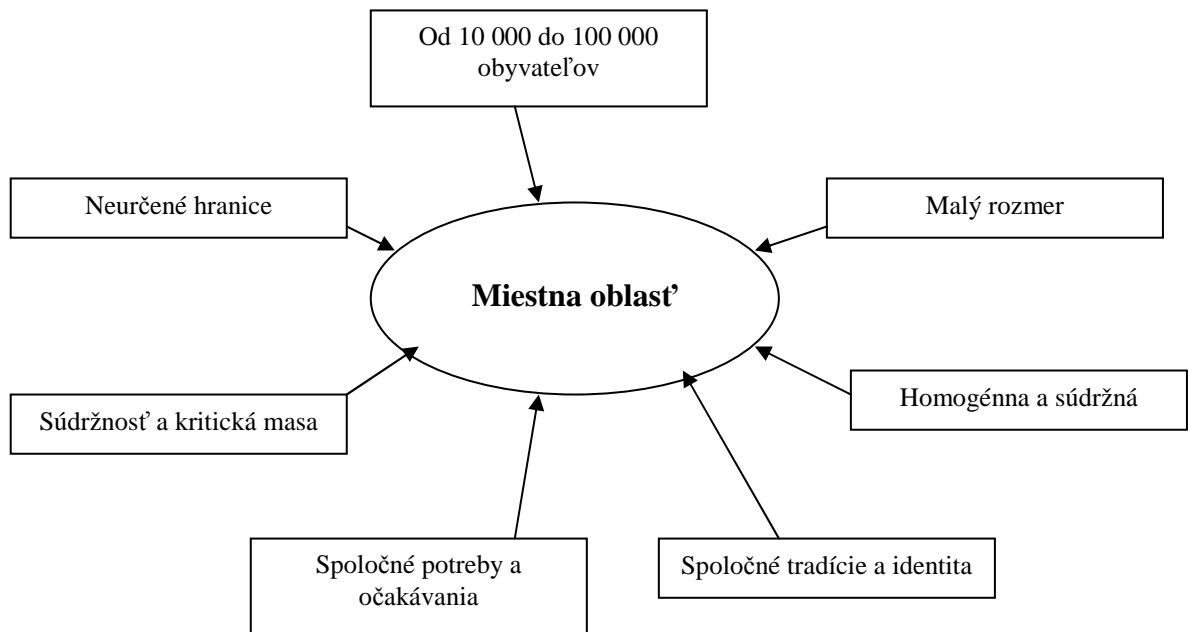 Od 10 000 do 100 000
obyvateľov
Neurčené hranice
Malý rozmer
Miestna oblasť
Homogénna a súdržná
Súdržnosť a kritická masa
Spoločné potreby a
očakávania
Spoločné tradície a identita